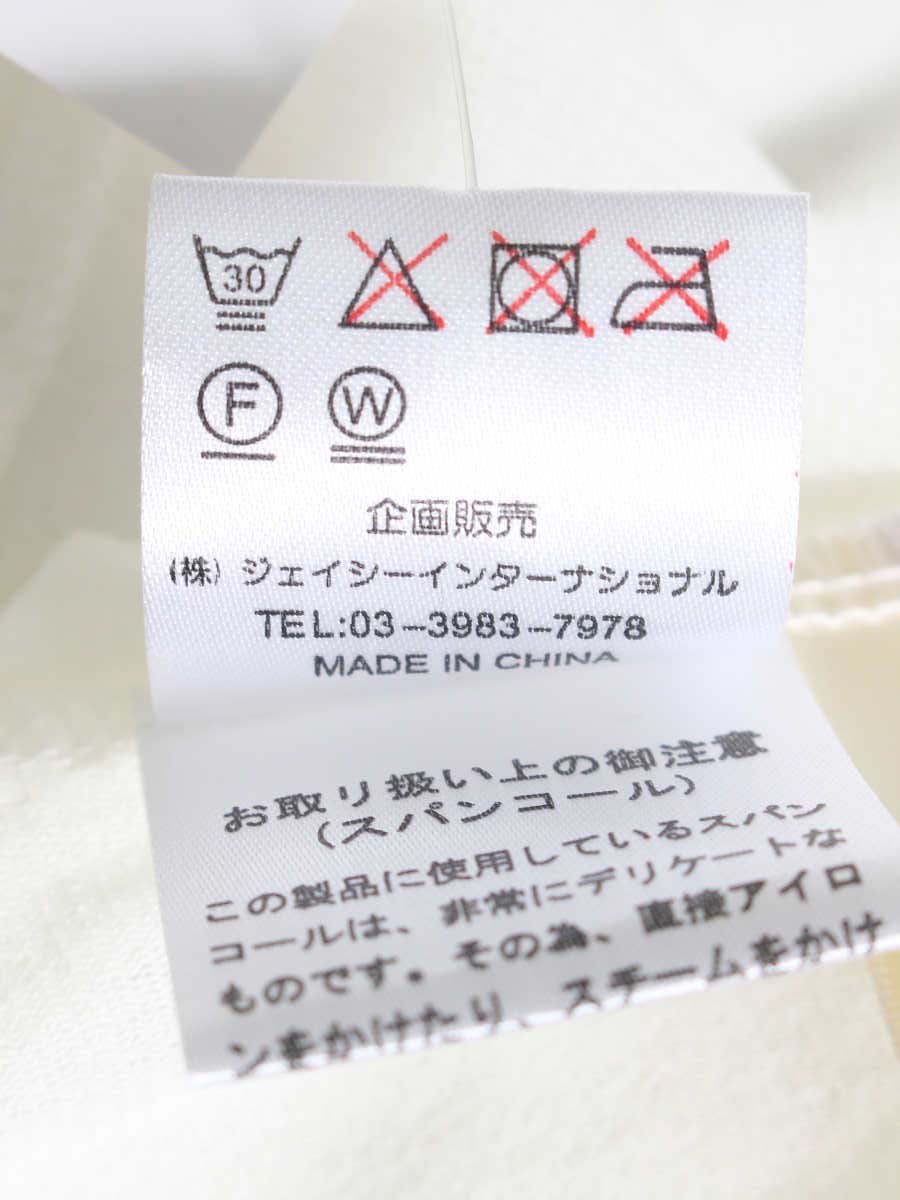 30
F W
企画販売
(株) ジェイシーインターナショナル
TEL:03-3983-7978
MADE IN CHINA
お取り扱い上の御注意
(スパンコール)
この製品に使用しているスパン
コールは、非常にデリケートな
ものです。その為、直接アイロ
ンをかけたり、スチームをかけ